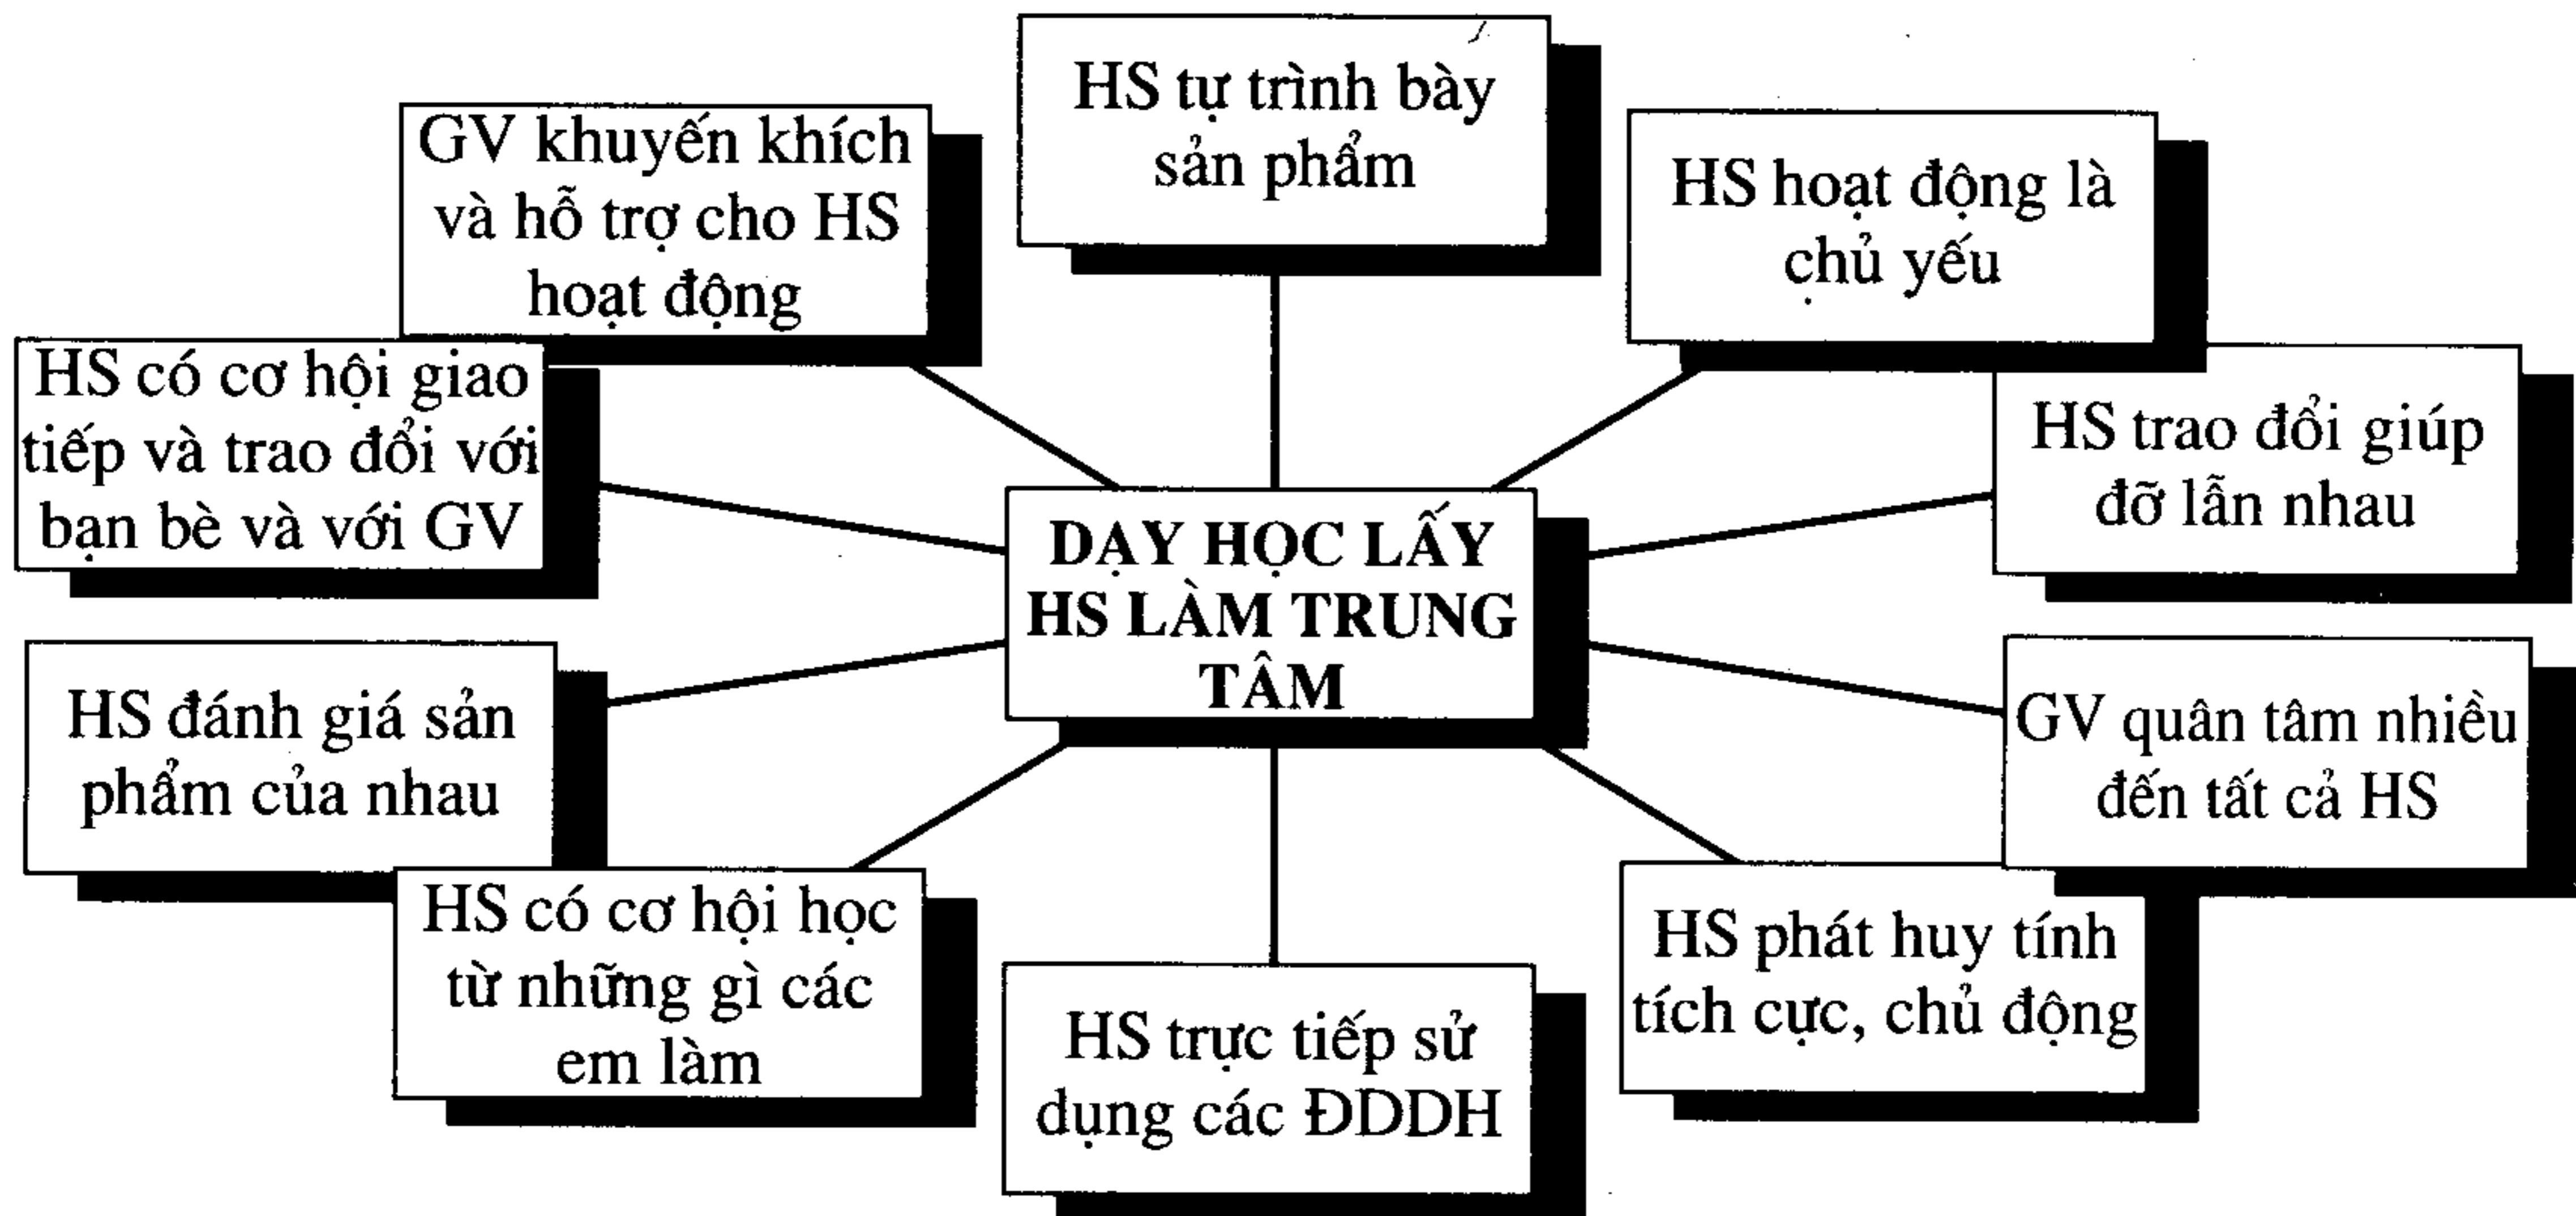 HS tự trình bày
sản phẩm
GV khuyến khích
và hỗ trợ cho HS
hoạt động
HS hoạt động là
chủ yếu
HS có cơ hội giao
tiếp và trao đổi với
bạn bè và với GV
HS trao đổi giúp
đỡ lẫn nhau
DẠY HỌC LẤY
HS LÀM TRUNG
TÂM
HS đánh giá sản
phẩm của nhau
GV quân tâm nhiều
đến tất cả HS
HS có cơ hội học
từ những gì các
em làm
HS trực tiếp sử
dụng các ĐDDH
HS phát huy tính
tích cực, chủ động